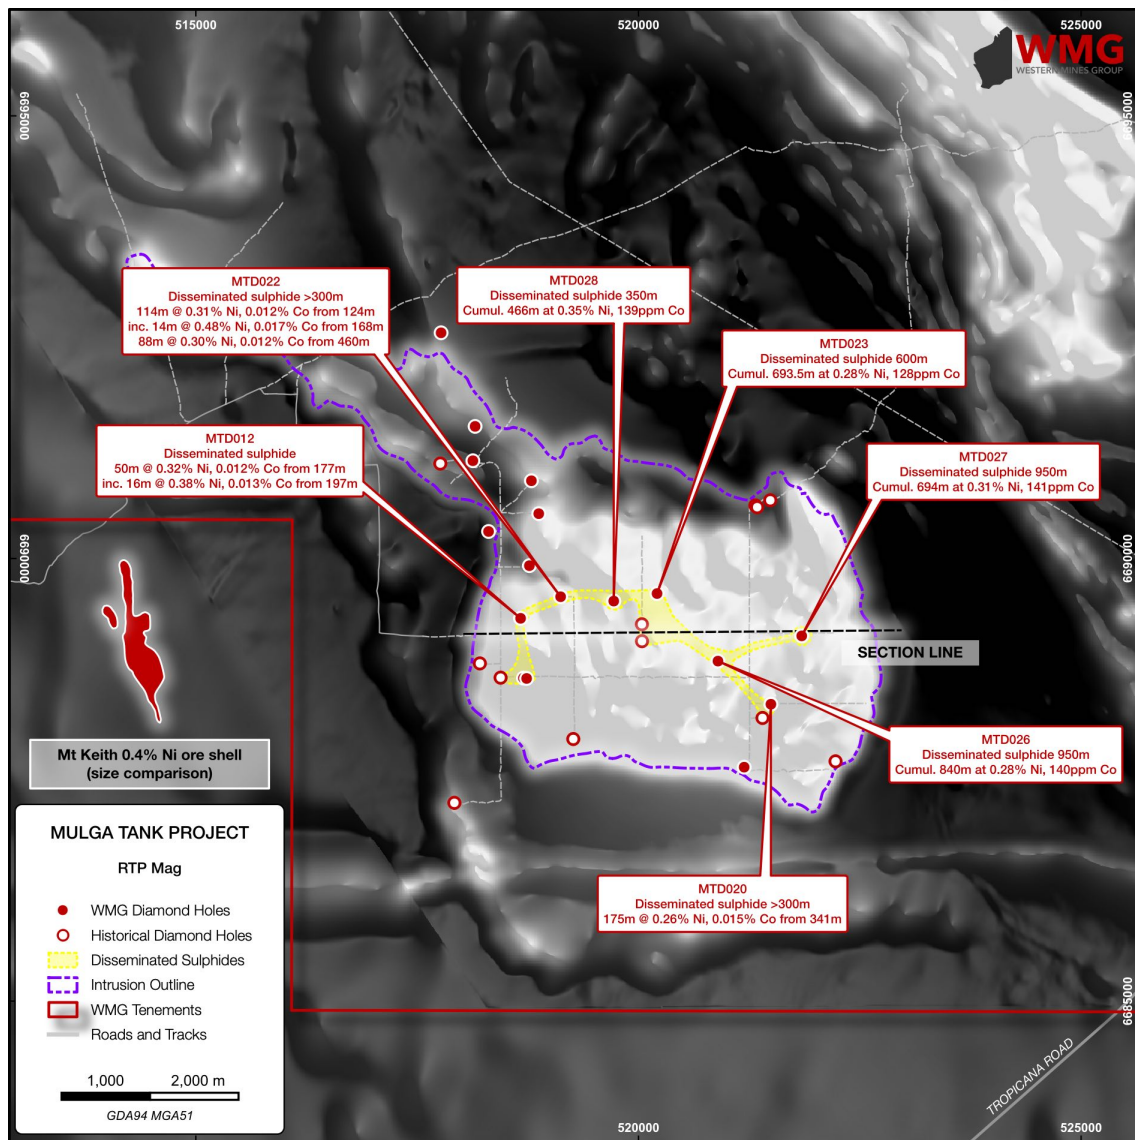 515000
520000
525000
WMG
WESTERN MINES GROUP
6695000
6695000
MTD022
Disseminated sulphide >300m
114m @ 0.31% Ni, 0.012% Co from 124m
inc. 14m @ 0.48% Ni, 0.017% Co from 168m
88m @ 0.30% Ni, 0.012% Co from 460m
MTD028
Disseminated sulphide 350m
Cumul. 466m at 0.35% Ni, 139ppm Co
MTD023
Disseminated sulphide 600m
Cumul. 693.5m at 0.28% Ni, 128ppm Co
MTD012
Disseminated sulphide
50m @ 0.32% Ni, 0.012% Co from 177m
inc. 16m @ 0.38% Ni, 0.013% Co from 197m
MTD027
Disseminated sulphide 950m
Cumul. 694m at 0.31% Ni, 141ppm Co
6690000
6690000
SECTION LINE
Mt Keith 0.4% Ni ore shell
(size comparison)
MTD026
Disseminated sulphide 950m
Cumul. 840m at 0.28% Ni, 140ppm Co
MTD020
Disseminated sulphide >300m
175m @ 0.26% Ni, 0.015% Co from 341m
MULGA TANK PROJECT
RTP Mag
WMG Diamond Holes
Historical Diamond Holes
Disseminated Sulphides
Intrusion Outline
WMG Tenements
Roads and Tracks
1,000 2,000 m
GDA94 MGA51
6685000
TROPICANA ROAD
520000
525000